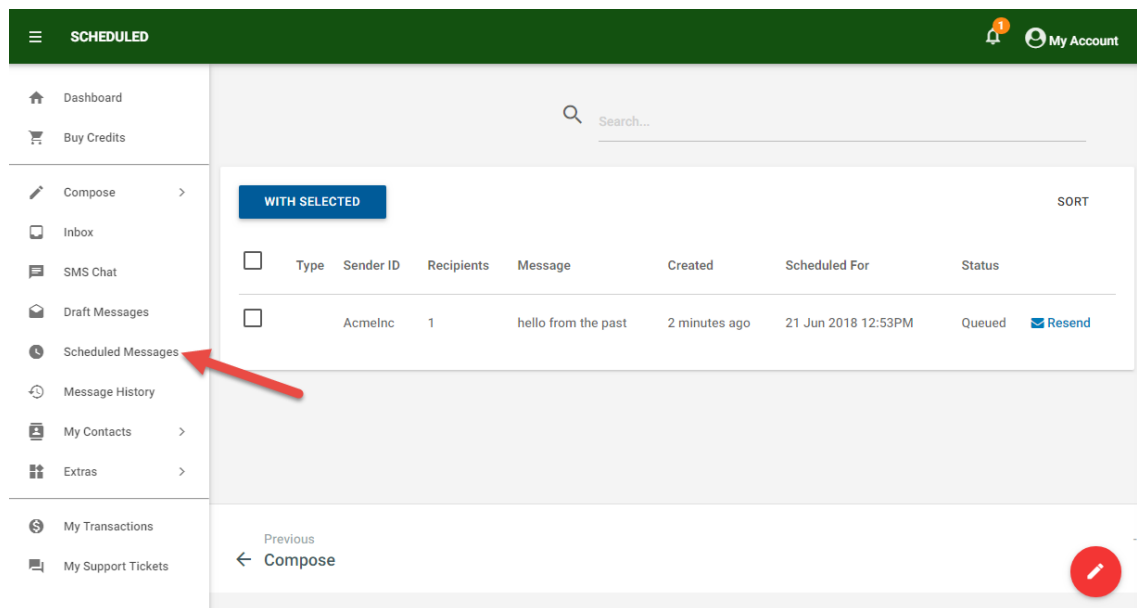 SCHEDULED
1
My Account
Dashboard
Buy Credits
Compose
Inbox
SMS Chat
Draft Messages
Scheduled Messages
Message History
My Contacts
Extras
My Transactions
My Support Tickets
Search...
WITH SELECTED
SORT
Type Sender ID Recipients Message Created Scheduled For Status
AcmeInc 1 hello from the past 2 minutes ago 21 Jun 2018 12:53PM Queued Resend
Previous
Compose